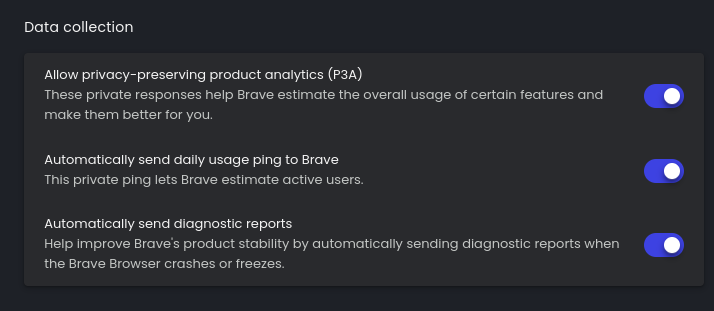 Data collection
Allow privacy-preserving product analytics (P3A)
These private responses help Brave estimate the overall usage of certain features and
make them better for you.
Automatically send daily usage ping to Brave
This private ping lets Brave estimate active users.
Automatically send diagnostic reports
Help improve Brave's product stability by automatically sending diagnostic reports when
the Brave Browser crashes or freezes.